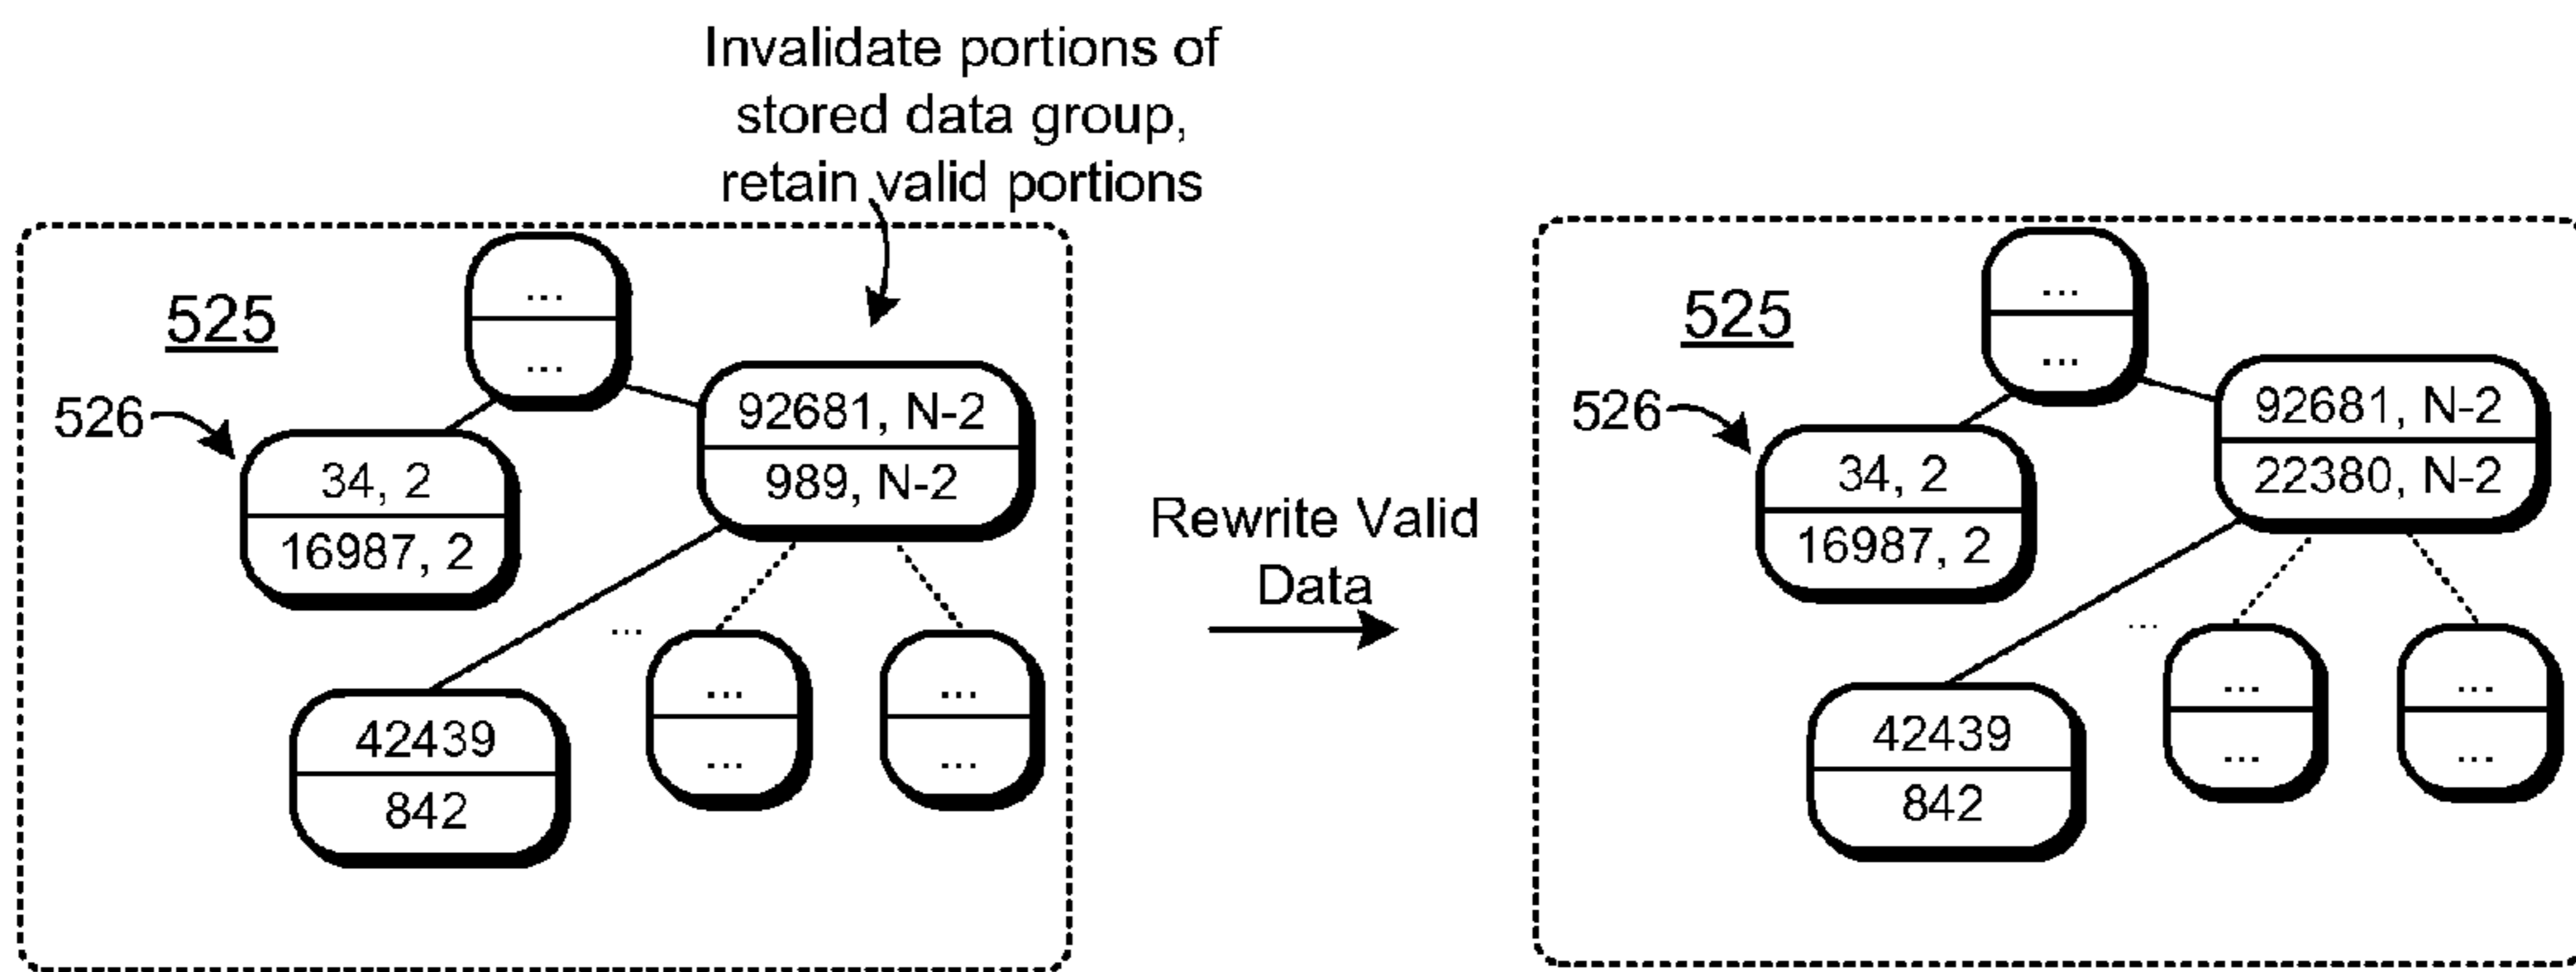 Invalidate portions of
stored data group,
retain valid portions
525
...
...
526
34, 2
16987, 2
92681, N-2
989, N-2
...
42439
842
...
...
...
...
Rewrite Valid
Data
525
...
...
526
34, 2
16987, 2
92681, N-2
22380, N-2
...
42439
842
...
...
...
...